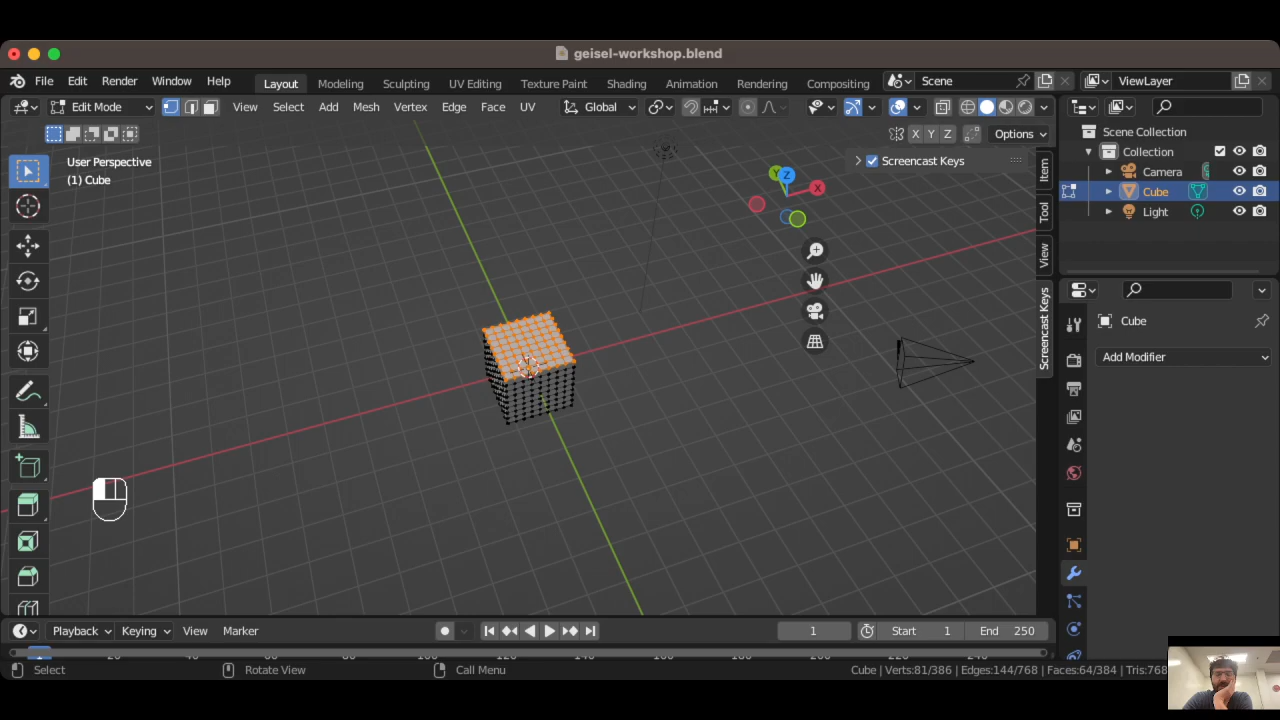 geisel-workshop.blend
File Edit Render Window Help Layout Modeling Sculpting UV Editing Texture Paint Shading Animation Rendering Compositing Scene ViewLayer
Edit Mode View Select Add Mesh Vertex Edge Face UV Global
X Y Z Options
User Perspective
(1) Cube
Screencast Keys
Y Z X
Item
Tool
View
Screencast Keys
Scene Collection
Collection
Camera
Cube
Light
Cube
Add Modifier
Playback Keying View Marker 1 Start 1 End 250
Select Rotate View Call Menu Cube | Verts:81/386 | Edges:144/768 | Faces:64/384 | Tris:768